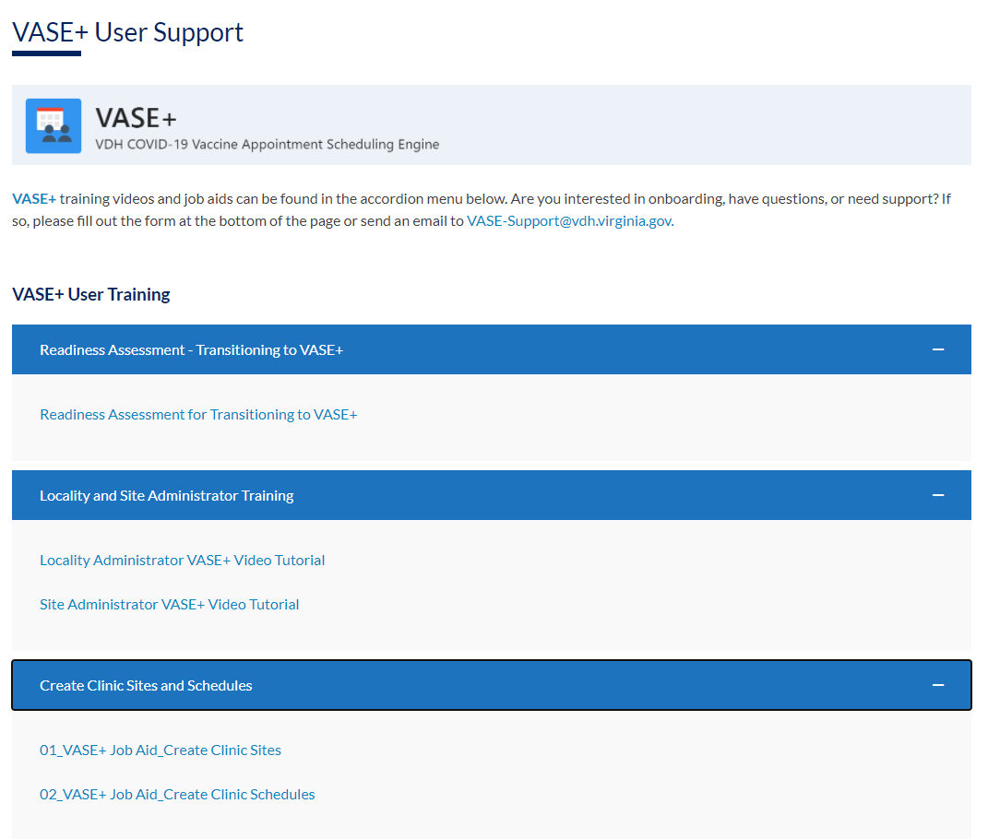 VASE+ User Support
VASE+
VDH COVID-19 Vaccine Appointment Scheduling Engine
VASE+ training videos and job aids can be found in the accordion menu below. Are you interested in onboarding, have questions, or need support? If
so, please fill out the form at the bottom of the page or send an email to VASE-Support@vdh.virginia.gov.
VASE+ User Training
Readiness Assessment - Transitioning to VASE+
Readiness Assessment for Transitioning to VASE+
Locality and Site Administrator Training
Locality Administrator VASE+ Video Tutorial
Site Administrator VASE+ Video Tutorial
Create Clinic Sites and Schedules
01_VASE+ Job Aid_Create Clinic Sites
02_VASE+ Job Aid_Create Clinic Schedules